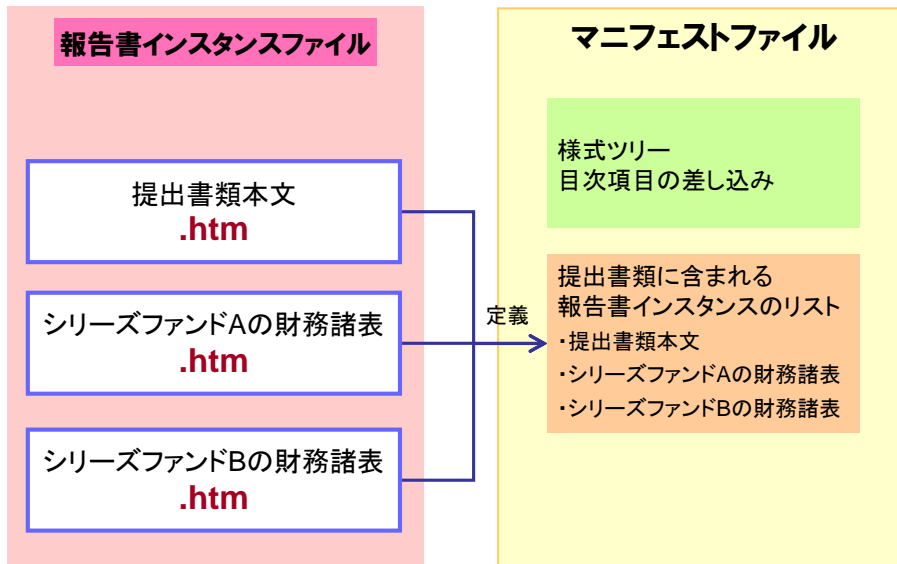 報告書インスタンスファイル
提出書類本文
.htm
シリーズファンドAの財務諸表
.htm
シリーズファンドBの財務諸表
.htm
定義
マニフェストファイル
様式ツリー
目次項目の差し込み
提出書類に含まれる
報告書インスタンスのリスト
・提出書類本文
・シリーズファンドAの財務諸表
・シリーズファンドBの財務諸表